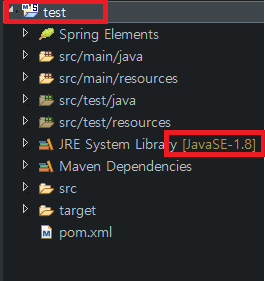 test
Spring Elements
src/main/java
src/main/resources
src/test/java
src/test/resources
JRE System Library [JavaSE-1.8]
Maven Dependencies
src
target
pom.xml